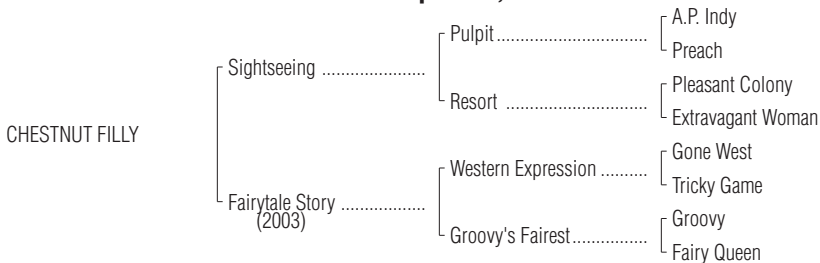 A.P. Indy
Pulpit
Preach
Sightseeing
Pleasant Colony
Resort
Extravagant Woman
CHESTNUT FILLY
Gone West
Western Expression
Tricky Game
Fairytale Story
(2003)
Groovy
Groovy's Fairest
Fairy Queen